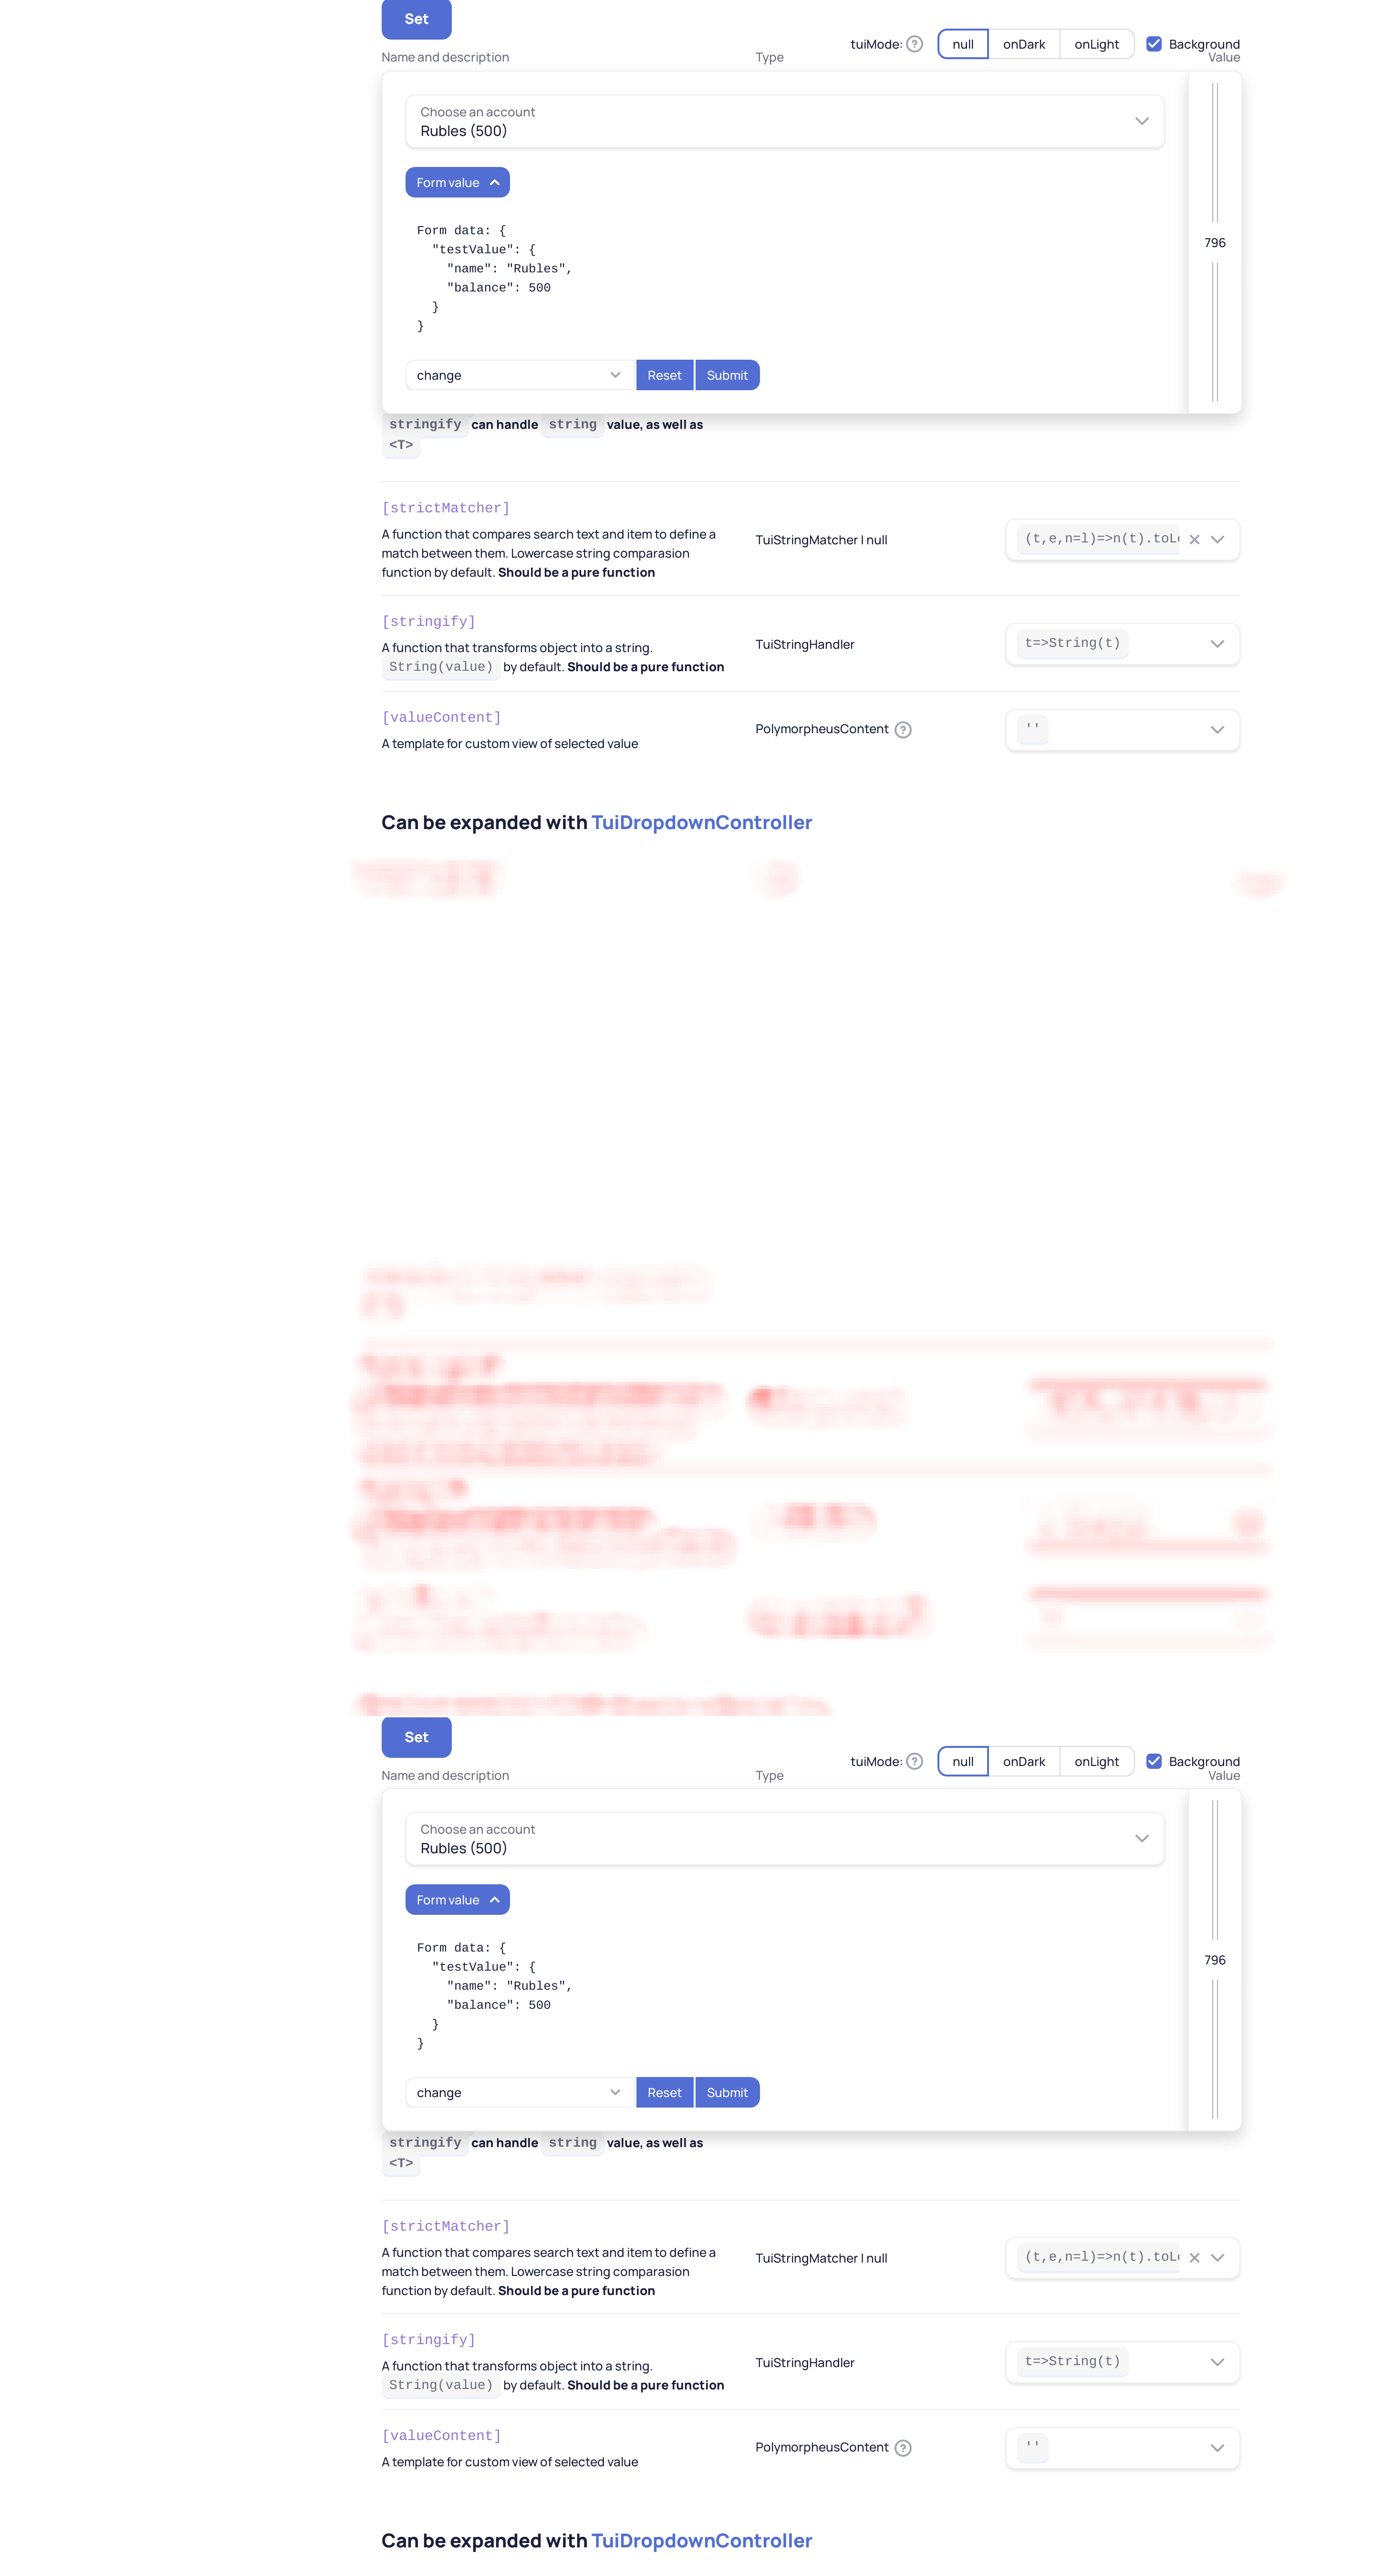 Set
tuiMode: null onDark onLight Background
Name and description Type Value
Choose an account
Rubles (500)
Form value
796
Form data: {
"testValue": {
"name": "Rubles",
"balance": 500
}
}
change Reset Submit
stringify can handle string value, as well as
<T>
[strictMatcher]
A function that compares search text and item to define a
match between them. Lowercase string comparasion
function by default. Should be a pure function
TuiStringMatcher | null
(t,e,n=l)=>n(t).toL
[stringify]
A function that transforms object into a string.
String(value) by default. Should be a pure function
TuiStringHandler
t=>String(t)
[valueContent]
A template for custom view of selected value
PolymorpheusContent ?
''
Can be expanded with TuiDropdownController
Set
tuiMode: null onDark onLight Background
Name and description Type Value
Choose an account
Rubles (500)
Form value
796
Form data: {
"testValue": {
"name": "Rubles",
"balance": 500
}
}
change Reset Submit
stringify can handle string value, as well as
<T>
[strictMatcher]
A function that compares search text and item to define a
match between them. Lowercase string comparasion
function by default. Should be a pure function
TuiStringMatcher | null
(t,e,n=l)=>n(t).toL
[stringify]
A function that transforms object into a string.
String(value) by default. Should be a pure function
TuiStringHandler
t=>String(t)
[valueContent]
A template for custom view of selected value
PolymorpheusContent ?
''
Can be expanded with TuiDropdownController